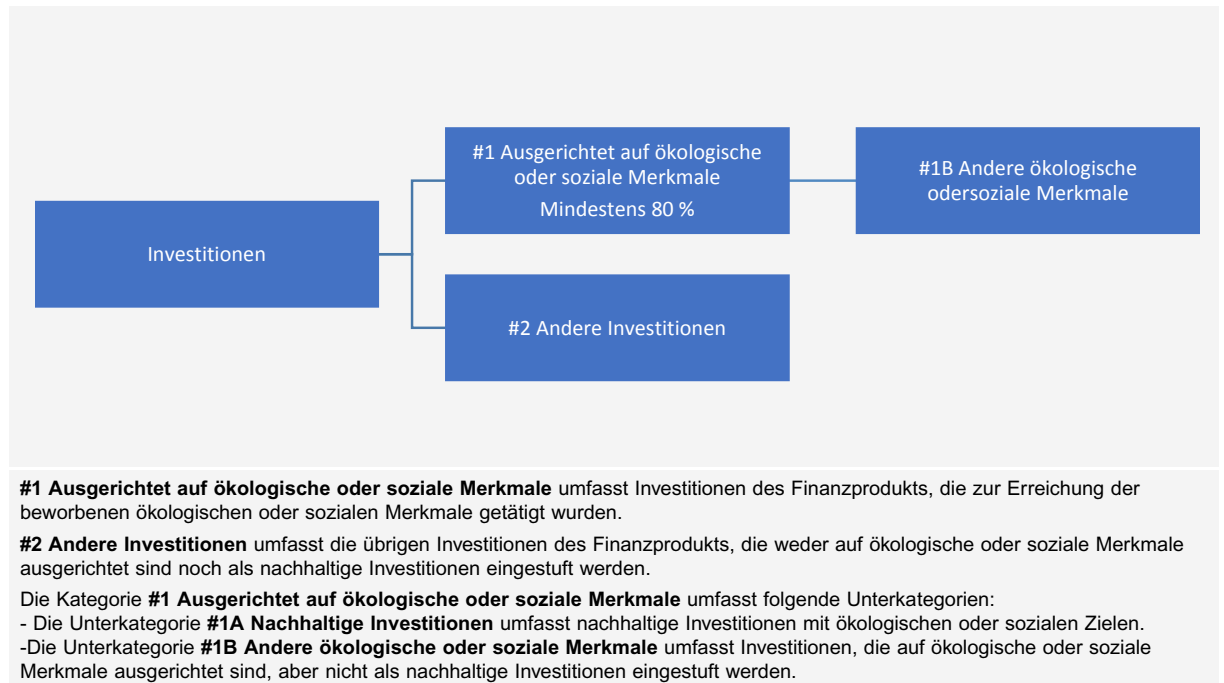 Investitionen
#1 Ausgerichtet auf ökologische
oder soziale Merkmale
Mindestens 80 %
#1B Andere ökologische
odersoziale Merkmale
#2 Andere Investitionen
#1 Ausgerichtet auf ökologische oder soziale Merkmale umfasst Investitionen des Finanzprodukts, die zur Erreichung der
beworbenen ökologischen oder sozialen Merkmale getätigt wurden.
#2 Andere Investitionen umfasst die übrigen Investitionen des Finanzprodukts, die weder auf ökologische oder soziale Merkmale
ausgerichtet sind noch als nachhaltige Investitionen eingestuft werden.
Die Kategorie #1 Ausgerichtet auf ökologische oder soziale Merkmale umfasst folgende Unterkategorien:
- Die Unterkategorie #1A Nachhaltige Investitionen umfasst nachhaltige Investitionen mit ökologischen oder sozialen Zielen.
-Die Unterkategorie #1B Andere ökologische oder soziale Merkmale umfasst Investitionen, die auf ökologische oder soziale
Merkmale ausgerichtet sind, aber nicht als nachhaltige Investitionen eingestuft werden.